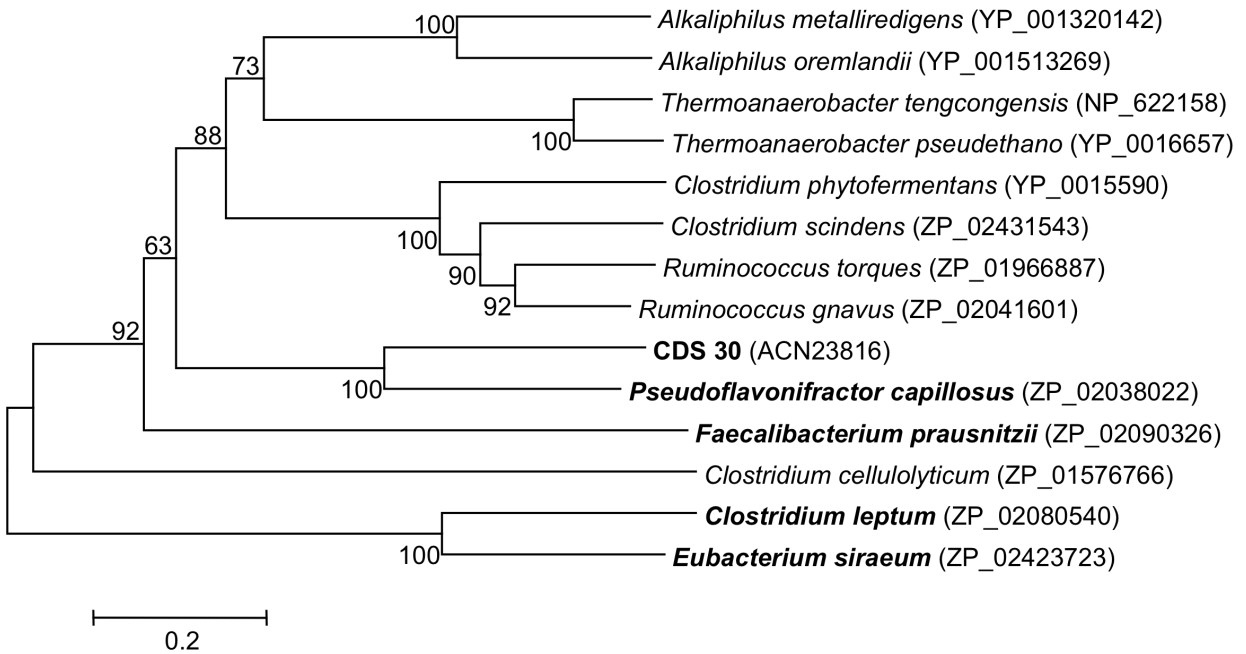 100 Alkaliphilus metalliredigens (YP_001320142)
73 Alkaliphilus oremlandii (YP_001513269)
Thermoanaerobacter tengcongensis (NP_622158)
88 100 Thermoanaerobacter pseudethano (YP_0016657)
Clostridium phytofermentans (YP_0015590)
100 Clostridium scindens (ZP_02431543)
63 90 Ruminococcus torques (ZP_01966887)
92 Ruminococcus gnavus (ZP_02041601)
92 CDS 30 (ACN23816)
100 Pseudoflavonifractor capillosus (ZP_02038022)
Faecalibacterium prausnitzii (ZP_02090326)
Clostridium cellulolyticum (ZP_01576766)
Clostridium leptum (ZP_02080540)
100 Eubacterium siraeum (ZP_02423723)
0.2